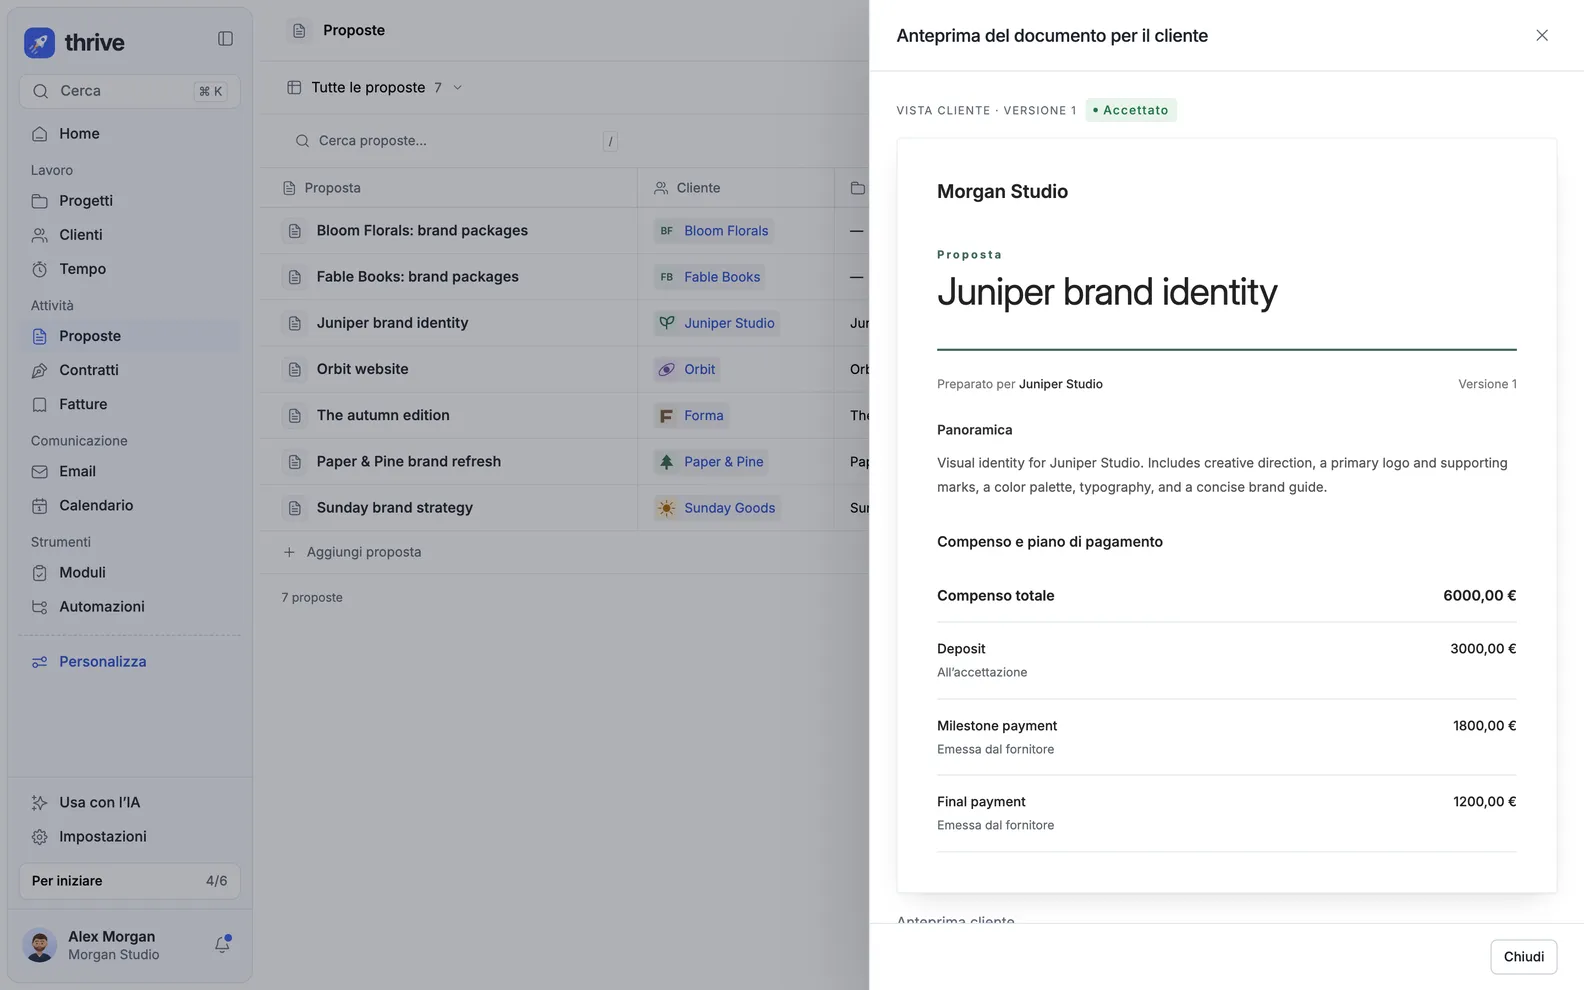 thrive
Cerca
⌘ K
Home
Lavoro
Progetti
Clienti
Tempo
Attività
Proposte
Contratti
Fatture
Comunicazione
Email
Calendario
Strumenti
Moduli
Automazioni
Personalizza
Usa con l’IA
Impostazioni
Per iniziare 4/6
Alex Morgan
Morgan Studio
Proposte
Tutte le proposte 7
Cerca proposte...
/
Proposta Cliente
Bloom Florals: brand packages BF Bloom Florals —
Fable Books: brand packages FB Fable Books —
Juniper brand identity Juniper Studio Jun
Orbit website Orbit Orb
The autumn edition Forma The
Paper & Pine brand refresh Paper & Pine Pap
Sunday brand strategy Sunday Goods Sun
Aggiungi proposta
7 proposte
Anteprima del documento per il cliente
VISTA CLIENTE · VERSIONE 1 • Accettato
Morgan Studio
Proposta
Juniper brand identity
Preparato per Juniper Studio Versione 1
Panoramica
Visual identity for Juniper Studio. Includes creative direction, a primary logo and supporting
marks, a color palette, typography, and a concise brand guide.
Compenso e piano di pagamento
Compenso totale 6000,00 €
Deposit 3000,00 €
All’accettazione
Milestone payment 1800,00 €
Emessa dal fornitore
Final payment 1200,00 €
Emessa dal fornitore
Anteprima cliente
Chiudi